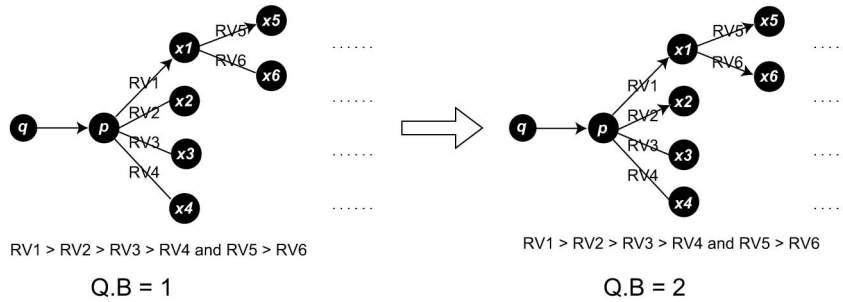 x5
RV5
x1
RV6
x6
RV1
x2
RV2
q
p
RV3
x3
RV4
x4
......
......
......
......
RV1 > RV2 > RV3 > RV4 and RV5 > RV6
Q.B = 1
x5
RV5
x1
RV6
x6
RV1
x2
RV2
q
p
RV3
x3
RV4
x4
....
....
....
....
RV1 > RV2 > RV3 > RV4 and RV5 > RV6
Q.B = 2